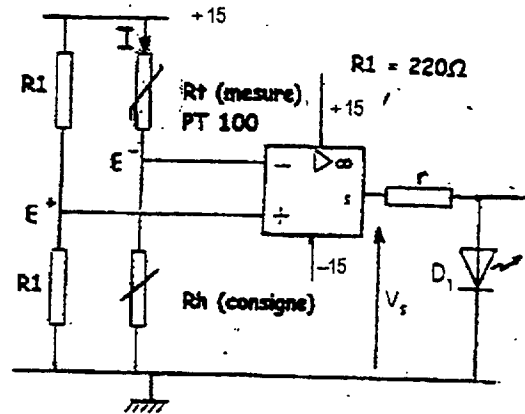 +15
I
R1 = 220Ω
R1
Rt (mesure)
PT 100
+15
E⁻
− ▷∞
E⁺
+
s
r
R1
Rh (consigne)
−15
Vs
D1